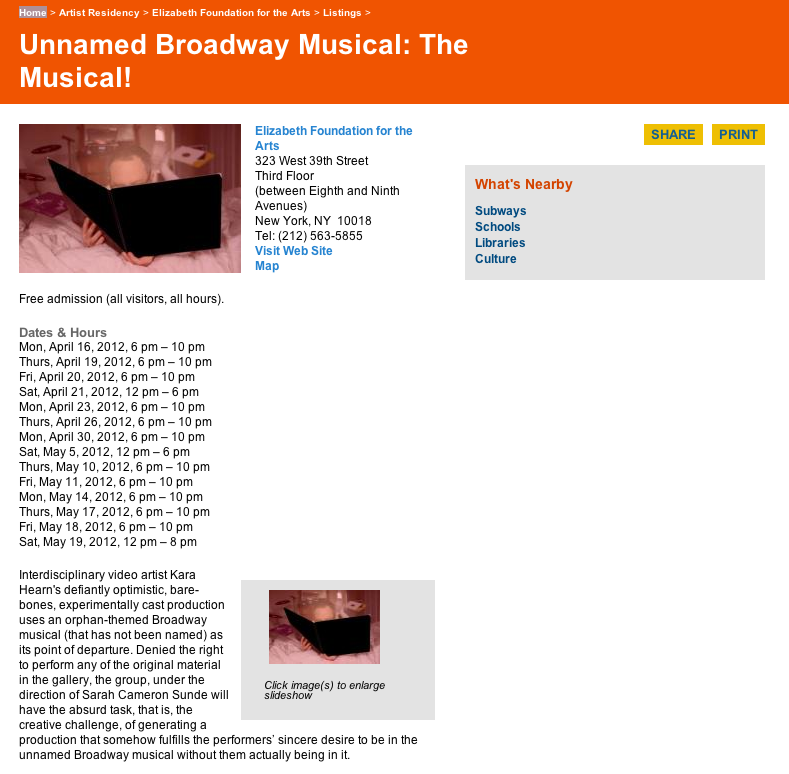 Home > Artist Residency > Elizabeth Foundation for the Arts > Listings >
Unnamed Broadway Musical: The
Musical!
Elizabeth Foundation for the
Arts
323 West 39th Street
Third Floor
(between Eighth and Ninth
Avenues)
New York, NY  10018
Tel: (212) 563-5855
Visit Web Site
Map
SHARE PRINT
What's Nearby
Subways
Schools
Libraries
Culture
Free admission (all visitors, all hours).
Dates & Hours
Mon, April 16, 2012, 6 pm – 10 pm
Thurs, April 19, 2012, 6 pm – 10 pm
Fri, April 20, 2012, 6 pm – 10 pm
Sat, April 21, 2012, 12 pm – 6 pm
Mon, April 23, 2012, 6 pm – 10 pm
Thurs, April 26, 2012, 6 pm – 10 pm
Mon, April 30, 2012, 6 pm – 10 pm
Sat, May 5, 2012, 12 pm – 6 pm
Thurs, May 10, 2012, 6 pm – 10 pm
Fri, May 11, 2012, 6 pm – 10 pm
Mon, May 14, 2012, 6 pm – 10 pm
Thurs, May 17, 2012, 6 pm – 10 pm
Fri, May 18, 2012, 6 pm – 10 pm
Sat, May 19, 2012, 12 pm – 8 pm
Interdisciplinary video artist Kara
Hearn's defiantly optimistic, bare-
bones, experimentally cast production
uses an orphan-themed Broadway
musical (that has not been named) as
its point of departure. Denied the right
to perform any of the original material
in the gallery, the group, under the
direction of Sarah Cameron Sunde will
have the absurd task, that is, the
creative challenge, of generating a
production that somehow fulfills the performers’ sincere desire to be in the
unnamed Broadway musical without them actually being in it.
Click image(s) to enlarge
slideshow